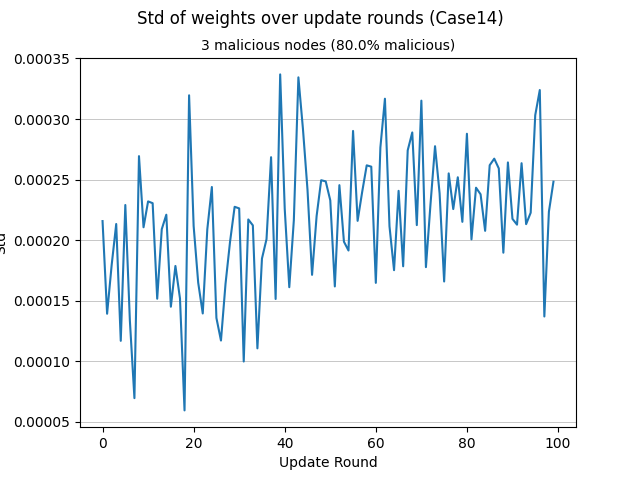 Std of weights over update rounds (Case14)
3 malicious nodes (80.0% malicious)
0.00035
0.00030
0.00025
0.00020
0.00015
0.00010
0.00005
Std
0 20 40 60 80 100
Update Round